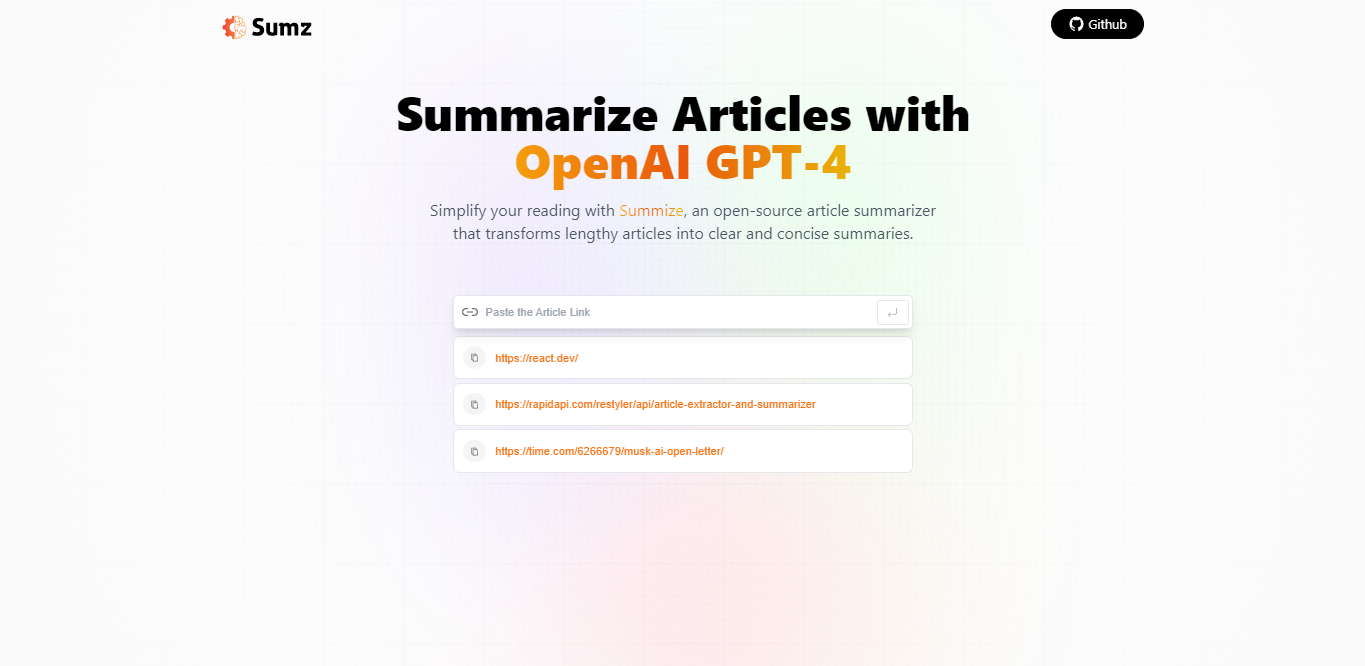 Sumz
Github
Summarize Articles with
OpenAI GPT-4
Simplify your reading with Summize, an open-source article summarizer
that transforms lengthy articles into clear and concise summaries.
Paste the Article Link
https://react.dev/
https://rapidapi.com/restyler/api/article-extractor-and-summarizer
https://time.com/6266679/musk-ai-open-letter/